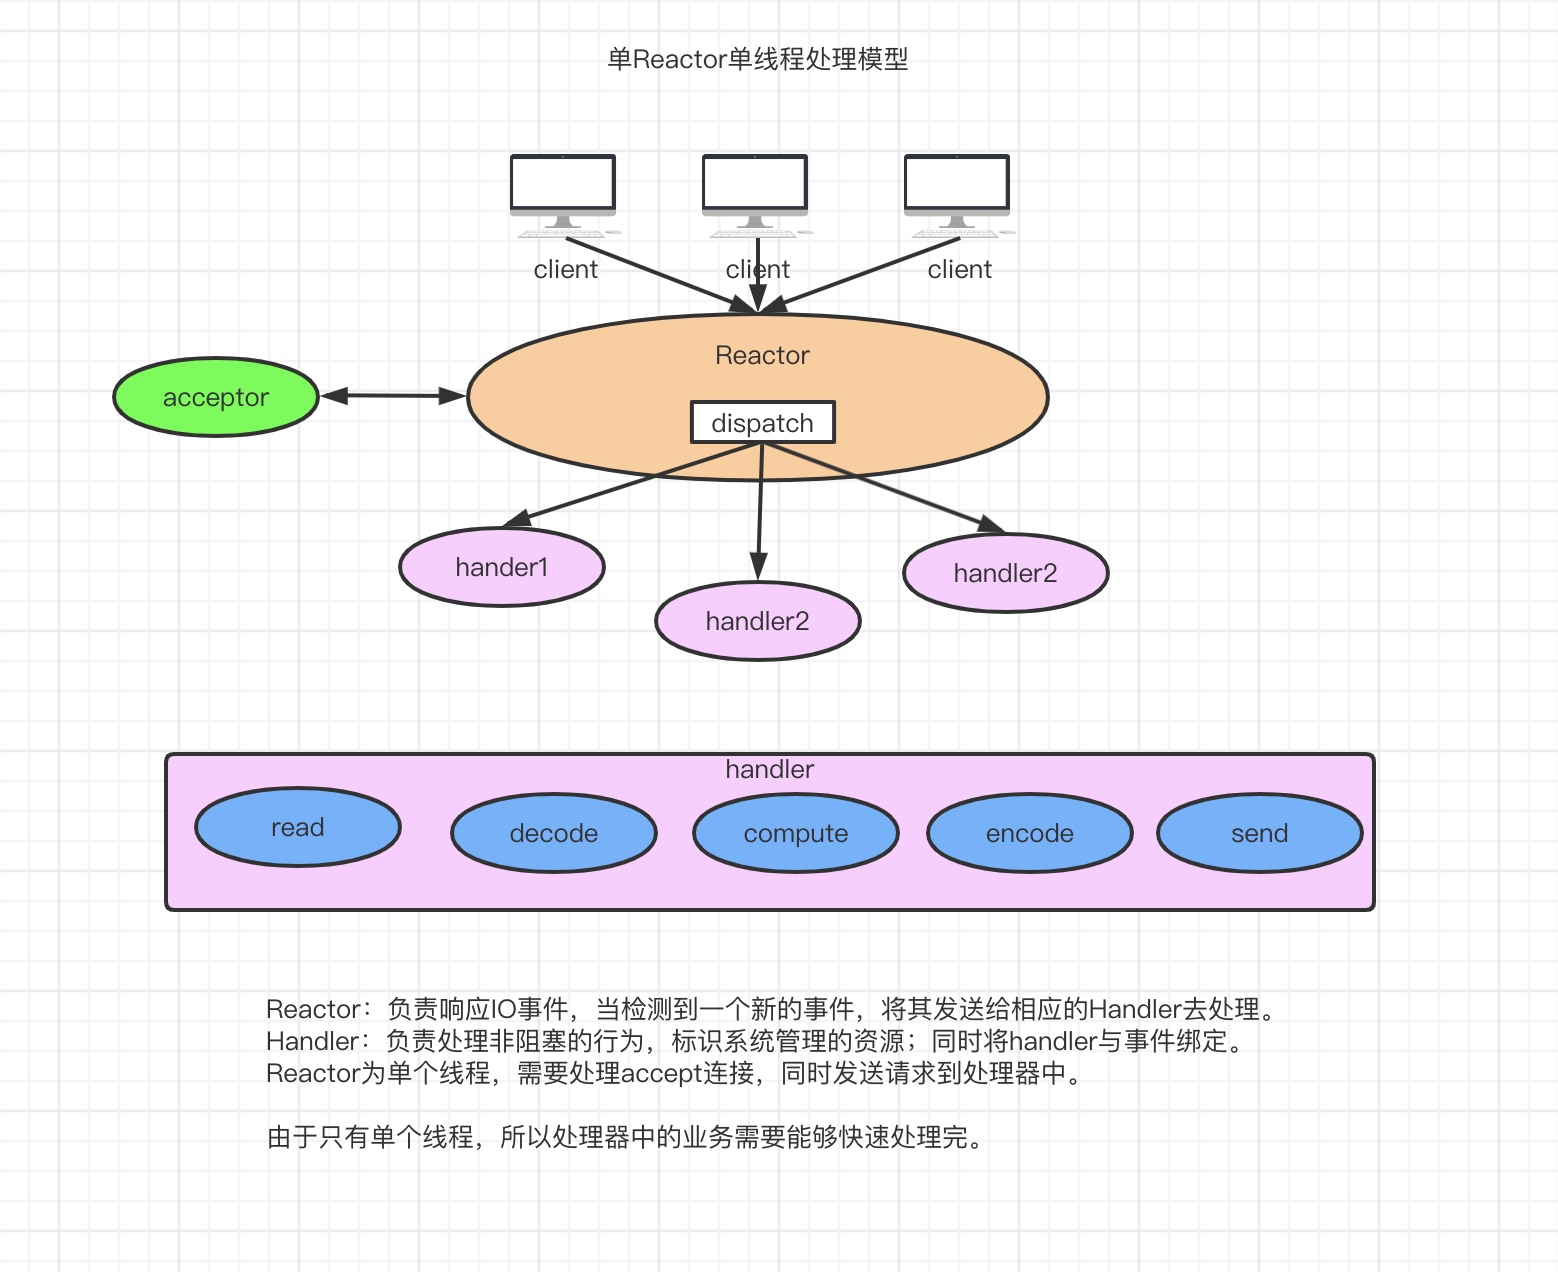 单Reactor单线程处理模型
client
client
client
Reactor
acceptor
dispatch
hander1
handler2
handler2
handler
read
decode
compute
encode
send
Reactor：负责响应IO事件，当检测到一个新的事件，将其发送给相应的Handler去处理。
Handler：负责处理非阻塞的行为，标识系统管理的资源；同时将handler与事件绑定。
Reactor为单个线程，需要处理accept连接，同时发送请求到处理器中。
由于只有单个线程，所以处理器中的业务需要能够快速处理完。